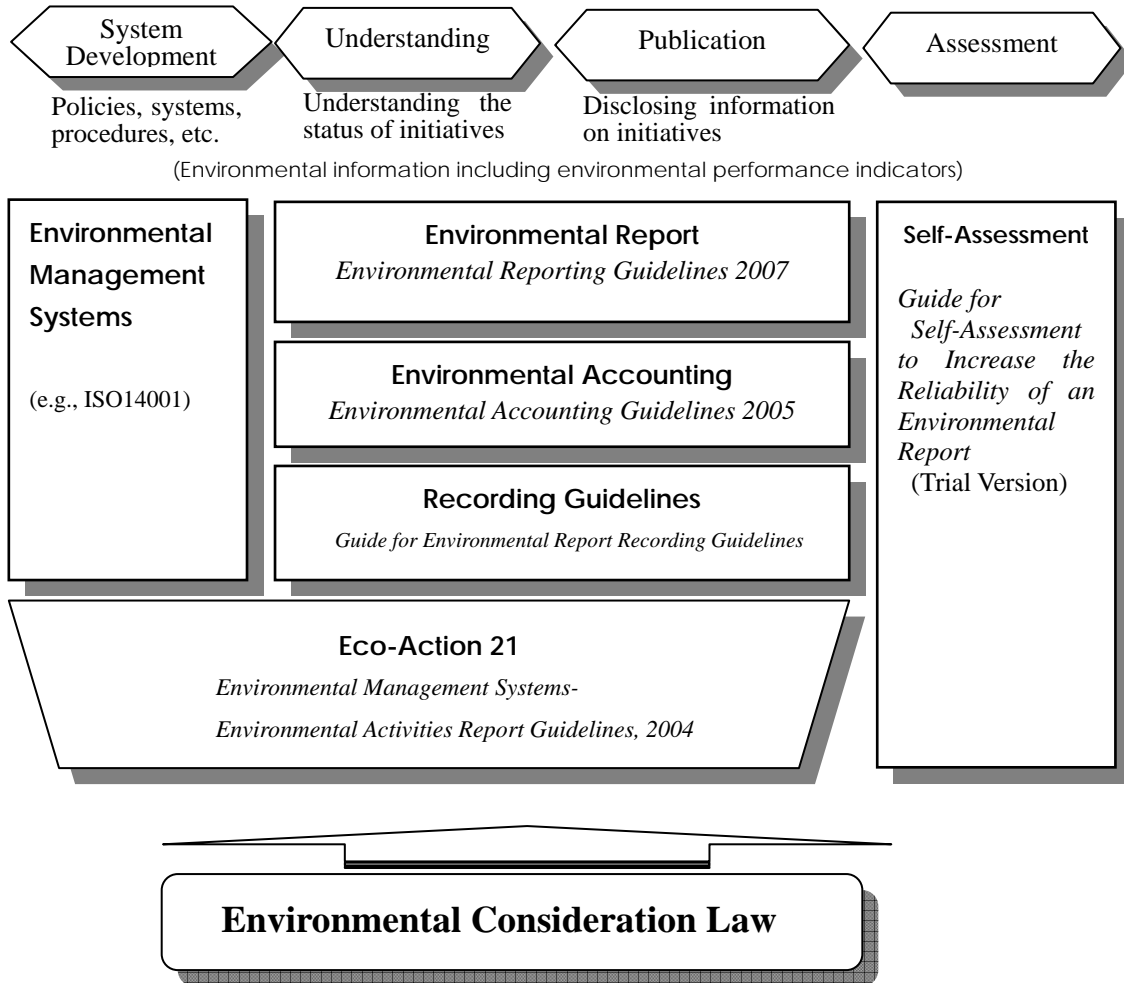 System
Development
Understanding
Publication
Assessment
Policies, systems,
procedures, etc.
Understanding the
status of initiatives
Disclosing information
on initiatives
(Environmental information including environmental performance indicators)
Environmental
Management
Systems
(e.g., ISO14001)
Environmental Report
Environmental Reporting Guidelines 2007
Environmental Accounting
Environmental Accounting Guidelines 2005
Recording Guidelines
Guide for Environmental Report Recording Guidelines
Self-Assessment
Guide for
Self-Assessment
to Increase the
Reliability of an
Environmental
Report
(Trial Version)
Eco-Action 21
Environmental Management Systems-
Environmental Activities Report Guidelines, 2004
Environmental Consideration Law